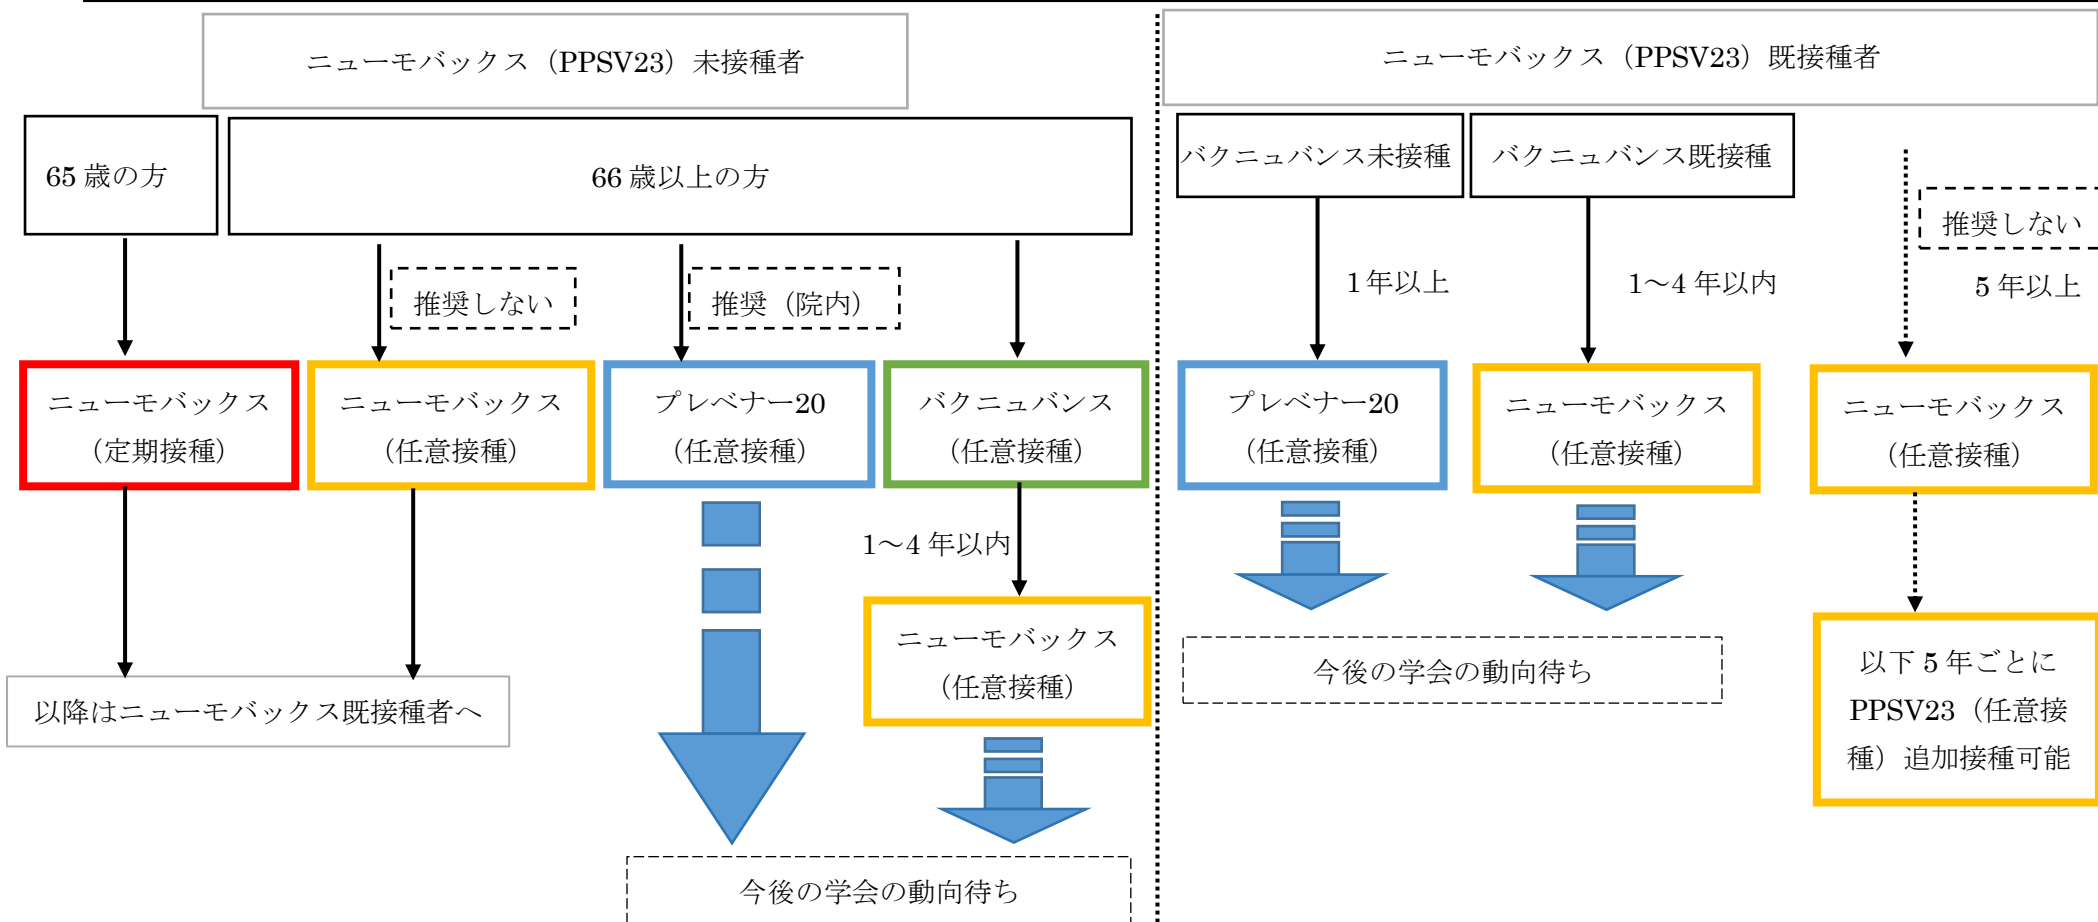 ニューモバックス（PPSV23）未接種者
65 歳の方
66 歳以上の方
推奨しない
推奨（院内）
ニューモバックス
（定期接種）
ニューモバックス
（任意接種）
プレベナー20
（任意接種）
バクニュバンス
（任意接種）
1～4 年以内
ニューモバックス
（任意接種）
以降はニューモバックス既接種者へ
今後の学会の動向待ち
ニューモバックス（PPSV23）既接種者
バクニュバンス未接種
バクニュバンス既接種
推奨しない
1 年以上
1～4 年以内
5 年以上
プレベナー20
（任意接種）
ニューモバックス
（任意接種）
ニューモバックス
（任意接種）
今後の学会の動向待ち
以下 5 年ごとに
PPSV23（任意接
種）追加接種可能